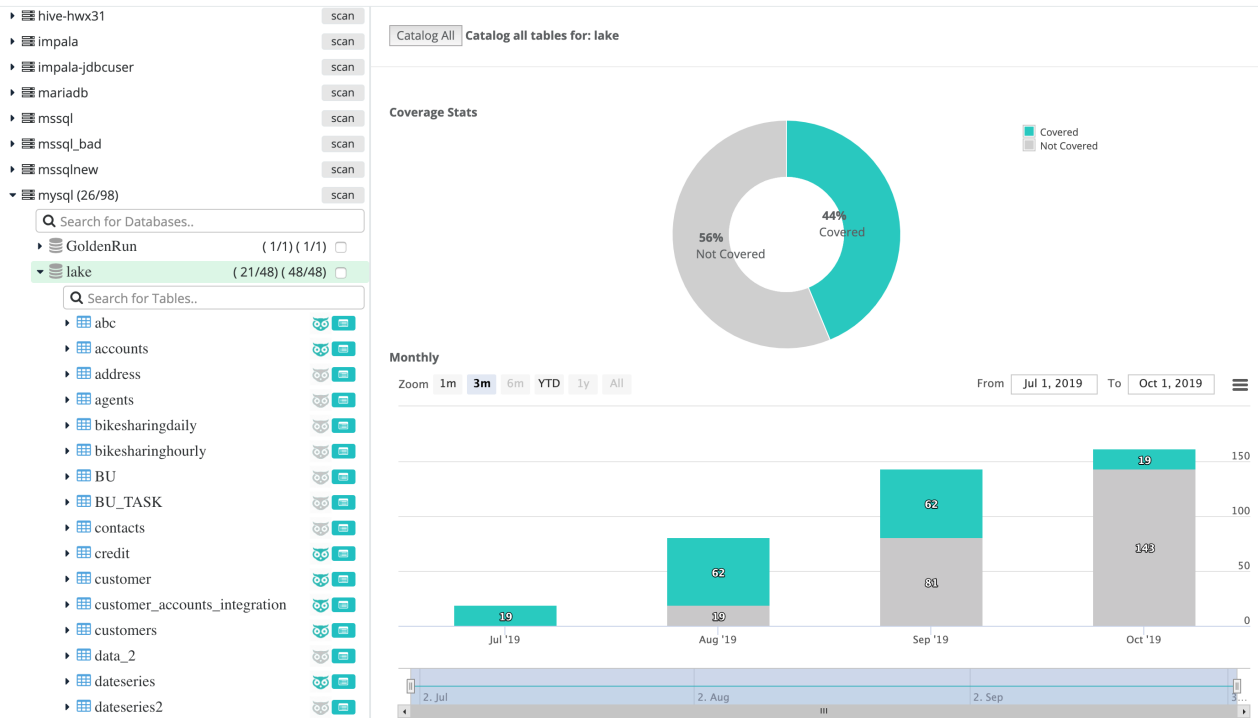 hive-hwx31 scan
impala scan
impala-jdbcuser scan
mariadb scan
mssql scan
mssql_bad scan
mssqlnew scan
mysql (26/98) scan
Search for Databases..
GoldenRun ( 1/1) ( 1/1)
lake ( 21/48) ( 48/48)
Search for Tables..
abc
accounts
address
agents
bikesharingdaily
bikesharinghourly
BU
BU_TASK
contacts
credit
customer
customer_accounts_integration
customers
data_2
dateseries
dateseries2
Catalog All Catalog all tables for: lake
Coverage Stats
Covered
Not Covered
44%
Covered
56%
Not Covered
Monthly
Zoom 1m 3m 6m YTD 1y All From Jul 1, 2019 To Oct 1, 2019
150
19
62
100
143
62
50
81
19
19
0
Jul '19 Aug '19 Sep '19 Oct '19
2. Jul 2. Aug 2. Sep 3...